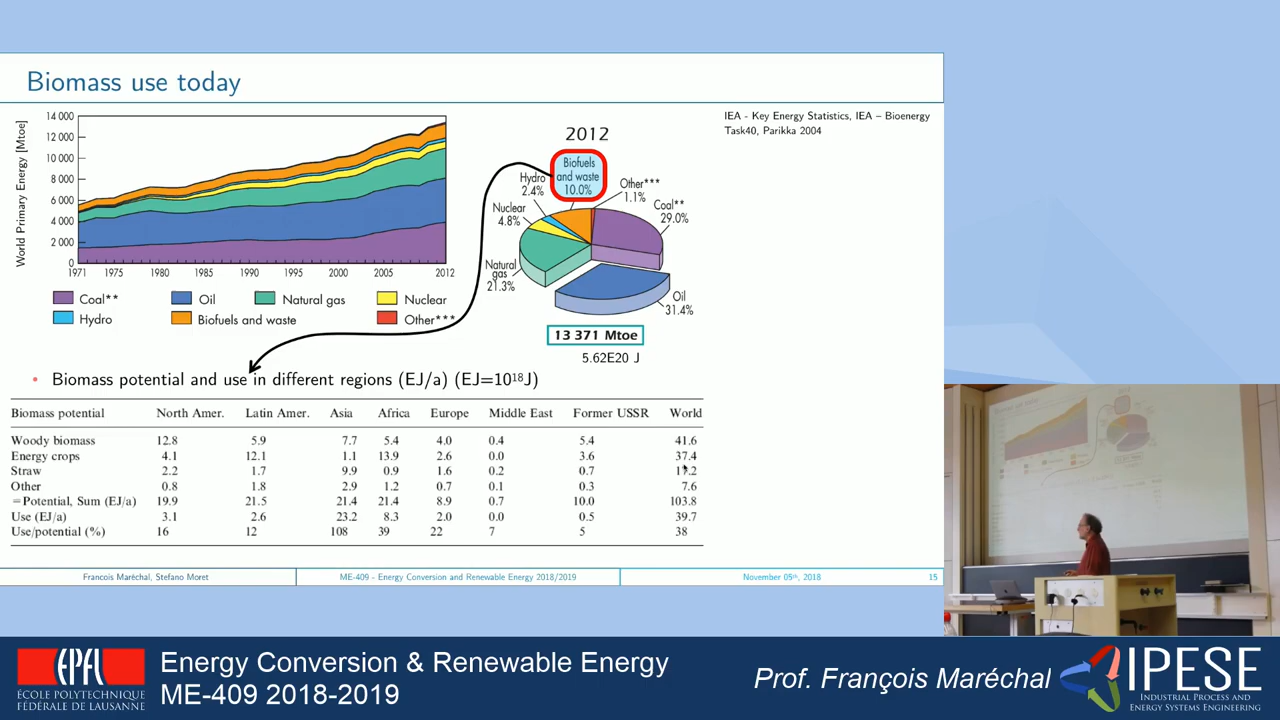 Biomass use today
World Primary Energy [Mtoe]
14 000
12 000
10 000
8 000
6 000
4 000
2 000
0
1971 1975 1980 1985 1990 1995 2000 2005 2012
Coal** Oil Natural gas Nuclear
Hydro Biofuels and waste Other***
2012
Biofuels
and waste
10.0%
Hydro
2.4%
Other***
1.1%
Nuclear
4.8%
Coal**
29.0%
Natural
gas
21.3%
Oil
31.4%
13 371 Mtoe
5.62E20 J
IEA - Key Energy Statistics, IEA – Bioenergy
Task40, Parikka 2004
• Biomass potential and use in different regions (EJ/a) (EJ=10¹⁸J)
Biomass potential North Amer. Latin Amer. Asia Africa Europe Middle East Former USSR World
Woody biomass 12.8 5.9 7.7 5.4 4.0 0.4 5.4 41.6
Energy crops 4.1 12.1 1.1 13.9 2.6 0.0 3.6 37.4
Straw 2.2 1.7 9.9 0.9 1.6 0.2 0.7
Other 0.8 1.8 2.9 1.2 0.7 0.1 0.3 7.6
=Potential, Sum (EJ/a) 19.9 21.5 21.4 21.4 8.9 0.7 10.0 103.8
Use (EJ/a) 3.1 2.6 23.2 8.3 2.0 0.0 0.5 39.7
Use/potential (%) 16 12 108 39 22 7 5 38
Francois Maréchal, Stefano Moret ME-409 - Energy Conversion and Renewable Energy 2018/2019 November 05ᵗʰ, 2018 15
EPFL
ÉCOLE POLYTECHNIQUE
FÉDÉRALE DE LAUSANNE
Energy Conversion & Renewable Energy
ME-409 2018-2019
Prof. François Maréchal
IPESE
INDUSTRIAL PROCESS AND
ENERGY SYSTEMS ENGINEERING